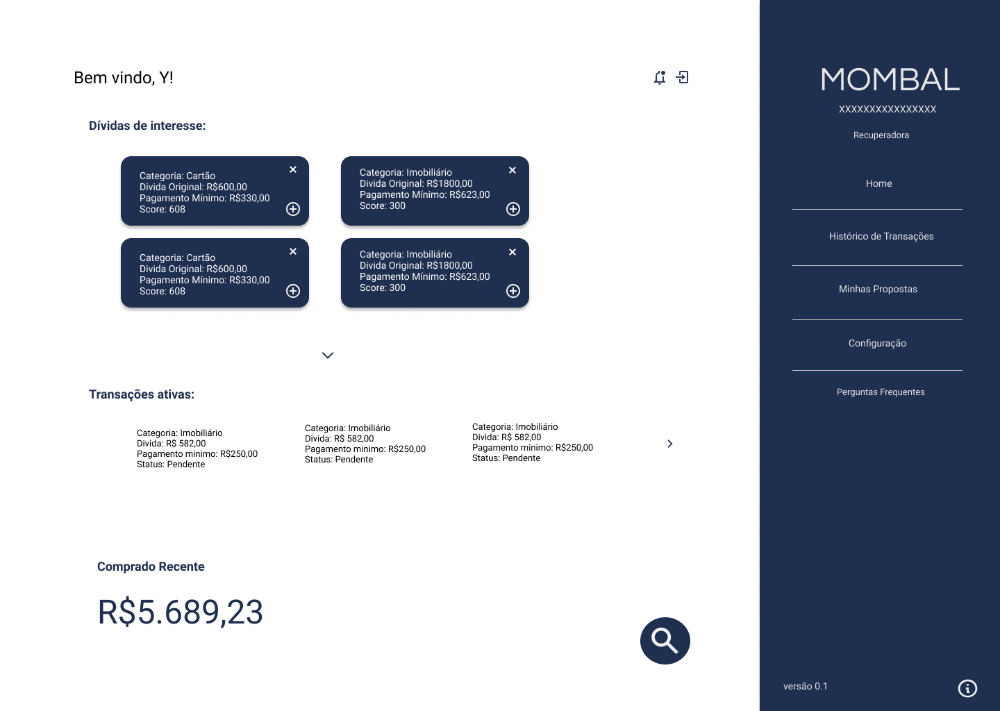 Bem vindo, Y!
Dívidas de interesse:
Categoria: Cartão
Divida Original: R$600,00
Pagamento Mínimo: R$330,00
Score: 608
Categoria: Imobiliário
Divida Original: R$1800,00
Pagamento Mínimo: R$623,00
Score: 300
Categoria: Cartão
Divida Original: R$600,00
Pagamento Mínimo: R$330,00
Score: 608
Categoria: Imobiliário
Divida Original: R$1800,00
Pagamento Mínimo: R$623,00
Score: 300
Transações ativas:
Categoria: Imobiliário
Divida: R$ 582,00
Pagamento minimo: R$250,00
Status: Pendente
Categoria: Imobiliário
Divida: R$ 582,00
Pagamento minimo: R$250,00
Status: Pendente
Categoria: Imobiliário
Divida: R$ 582,00
Pagamento minimo: R$250,00
Status: Pendente
Comprado Recente
R$5.689,23
MOMBAL
XXXXXXXXXXXXXXXX
Recuperadora
Home
Histórico de Transações
Minhas Propostas
Configuração
Perguntas Frequentes
versão 0.1